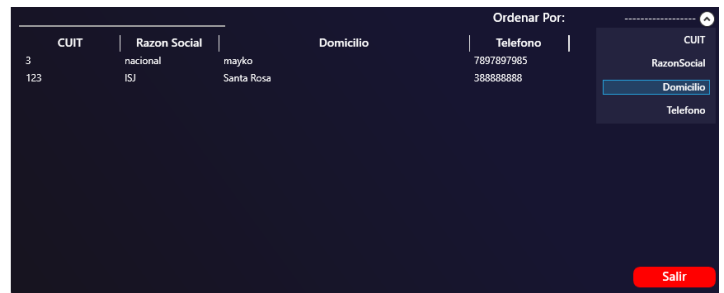 Ordenar Por: -----------------
CUIT Razon Social Domicilio Telefono
3 nacional mayko 7897897985
123 ISJ Santa Rosa 388888888
CUIT
RazonSocial
Domicilio
Telefono
Salir